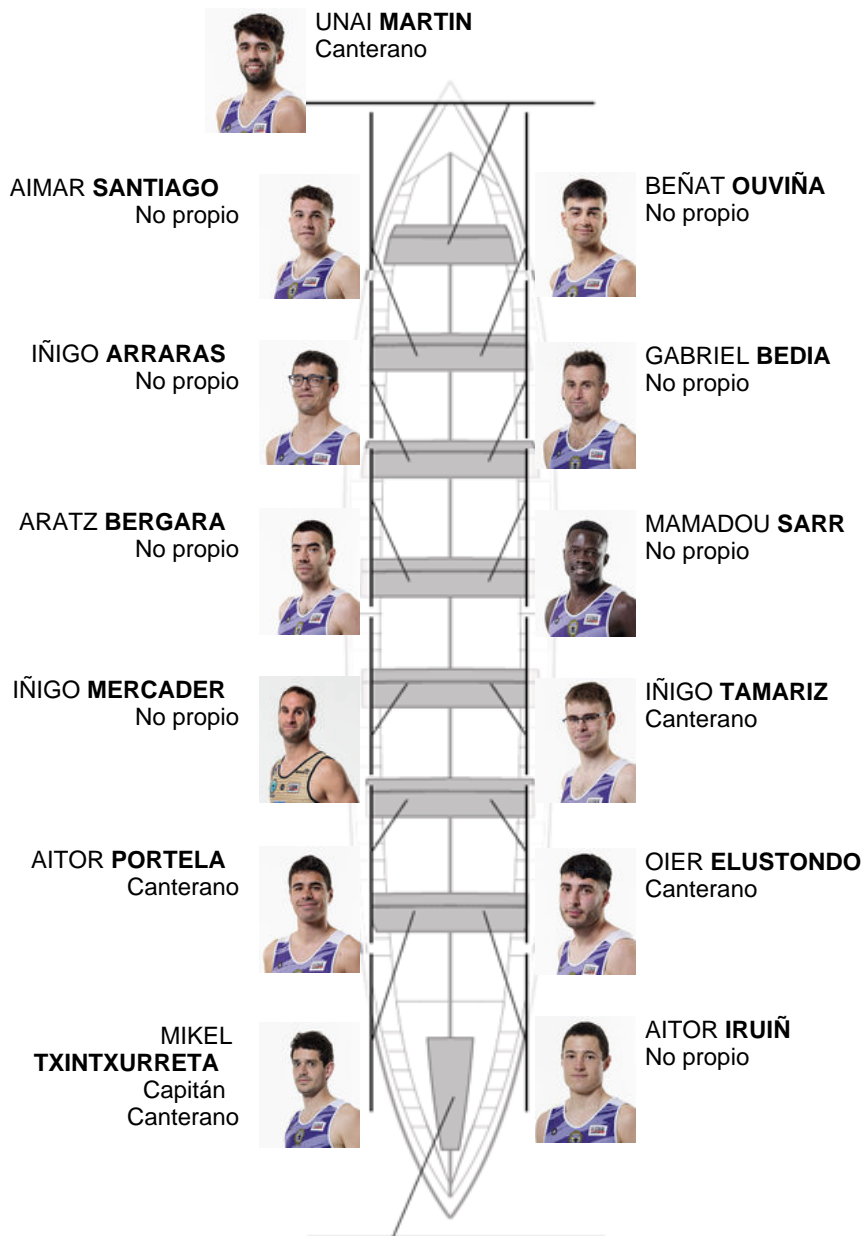 UNAI MARTIN
Canterano
AIMAR SANTIAGO
No propio
BEÑAT OUVIÑA
No propio
IÑIGO ARRARAS
No propio
GABRIEL BEDIA
No propio
ARATZ BERGARA
No propio
MAMADOU SARR
No propio
IÑIGO MERCADER
No propio
IÑIGO TAMARIZ
Canterano
AITOR PORTELA
Canterano
OIER ELUSTONDO
Canterano
MIKEL
TXINTXURRETA
Capitán
Canterano
AITOR IRUIÑ
No propio